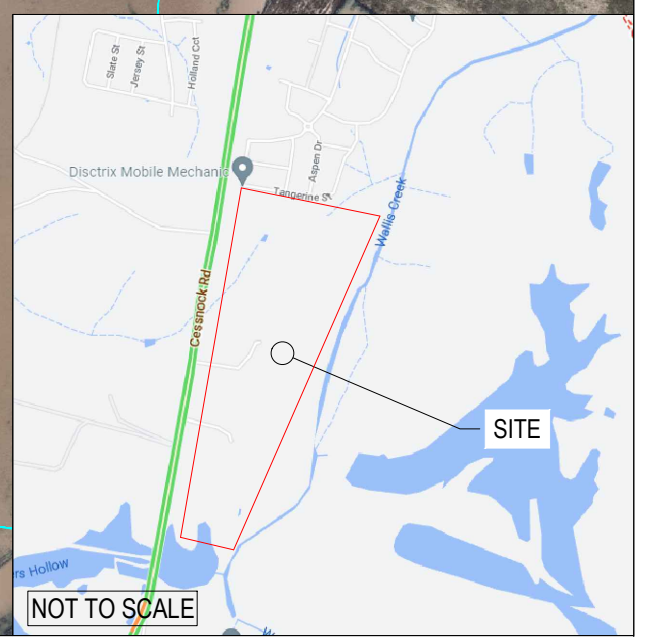 Slate St
Jersey St
Holland Cct
Disctrix Mobile Mechanic
Aspen Dr
Tangerine S
Wallis Creek
Cessnock Rd
SITE
rs Hollow
NOT TO SCALE